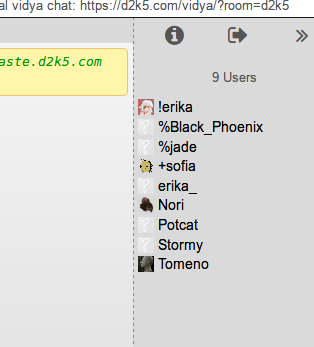 al vidya chat: https://d2k5.com/vidya/?room=d2k5
aste.d2k5.com
9 Users
!erika
%Black_Phoenix
%jade
+sofia
erika_
Nori
Potcat
Stormy
Tomeno